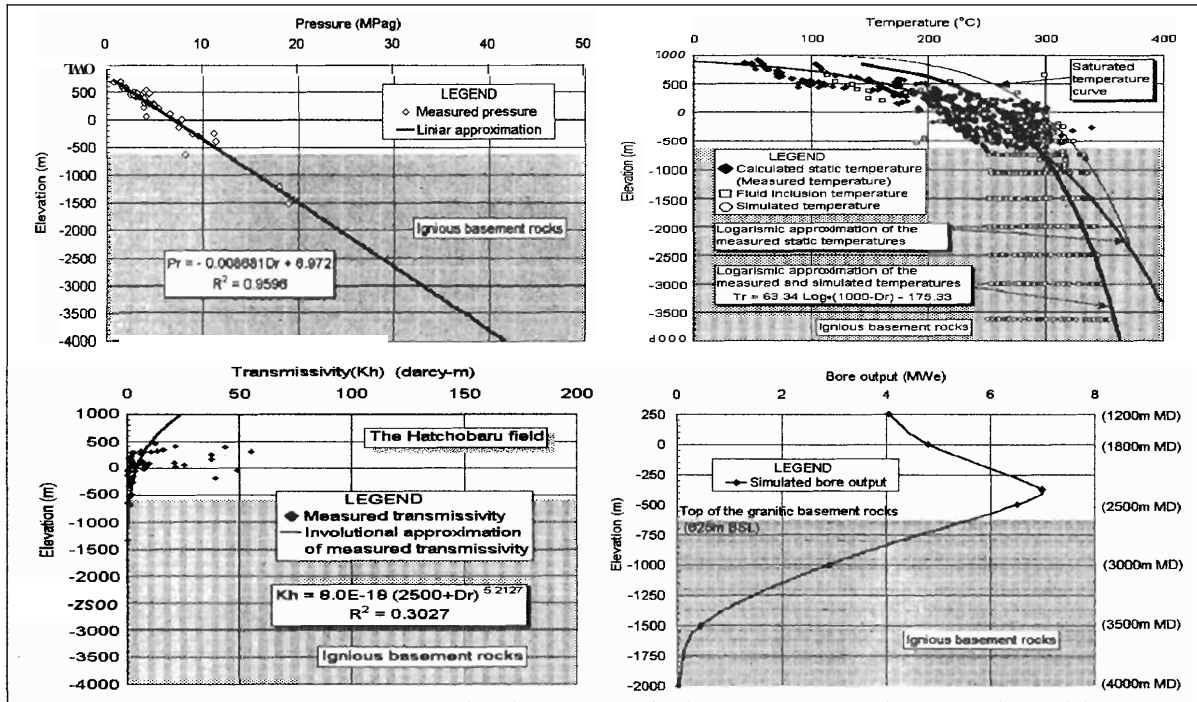 Pressure (MPag)
0 10 20 30 40 50
500
0
-500
-1000
-1500
-2000
-2500
-3000
-3500
-4000
Elevation (m)
LEGEND
Measured pressure
Liniar approximation
Ignious basement rocks
Pr = - 0.008681Dr + 6.972
R² = 0.9596
Temperature (°C)
0 100 200 300 400
1000
500
0
-500
-1000
-1500
-2000
-2500
-3000
-3500
Elevation (m)
Saturated
temperature
curve
LEGEND
Calculated static temperature
(Measured temperature)
Fluid inclusion temperature
Simulated temperature
Logarismic approximation of the
measured static temperatures
Logarismic approximation of the
measured and simulated temperatures
Tr = 63.34 Log (1000-Dr) - 175.33
Ignious basement rocks
Transmissivity(Kh) (darcy-m)
0 50 100 150 200
1000
500
0
-500
-1000
-1500
-2000
-2500
-3000
-3500
-4000
Elevation (m)
The Hatchobaru field
LEGEND
Measured transmissivity
Involutional approximation
of measured transmissivity
Kh = 8.0E-18 (2500+Dr) 5.2127
R² = 0.3027
Ignious basement rocks
Bore output (MWe)
0 2 4 6 8
250
0
-250
-500
-750
-1000
-1250
-1500
-1750
-2000
Elevation (m)
(1200m MD)
(1800m MD)
(2500m MD)
(3000m MD)
(3500m MD)
(4000m MD)
LEGEND
Simulated bore output
Top of the granitic basement rocks
(625m BSL)
Ignious basement rocks